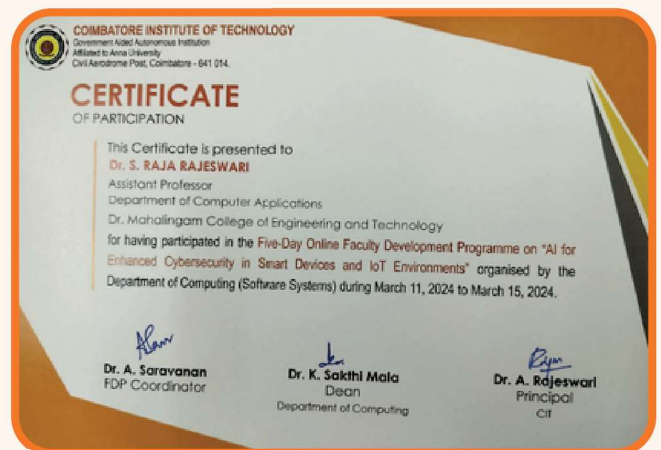 COIMBATORE INSTITUTE OF TECHNOLOGY
Government Aided Autonomous Institution
Affiliated to Anna University
Civil Aerodrome Post, Coimbatore - 641 014.
CERTIFICATE
OF PARTICIPATION
This Certificate is presented to
Dr. S. RAJA RAJESWARI
Assistant Professor
Department of Computer Applications
Dr. Mahalingam College of Engineering and Technology
for having participated in the Five-Day Online Faculty Development Programme on "AI for
Enhanced Cybersecurity in Smart Devices and IoT Environments" organised by the
Department of Computing (Software Systems) during March 11, 2024 to March 15, 2024.
Dr. A. Saravanan
FDP Coordinator
Dr. K. Sakthi Mala
Dean
Department of Computing
Dr. A. Rajeswari
Principal
CIT